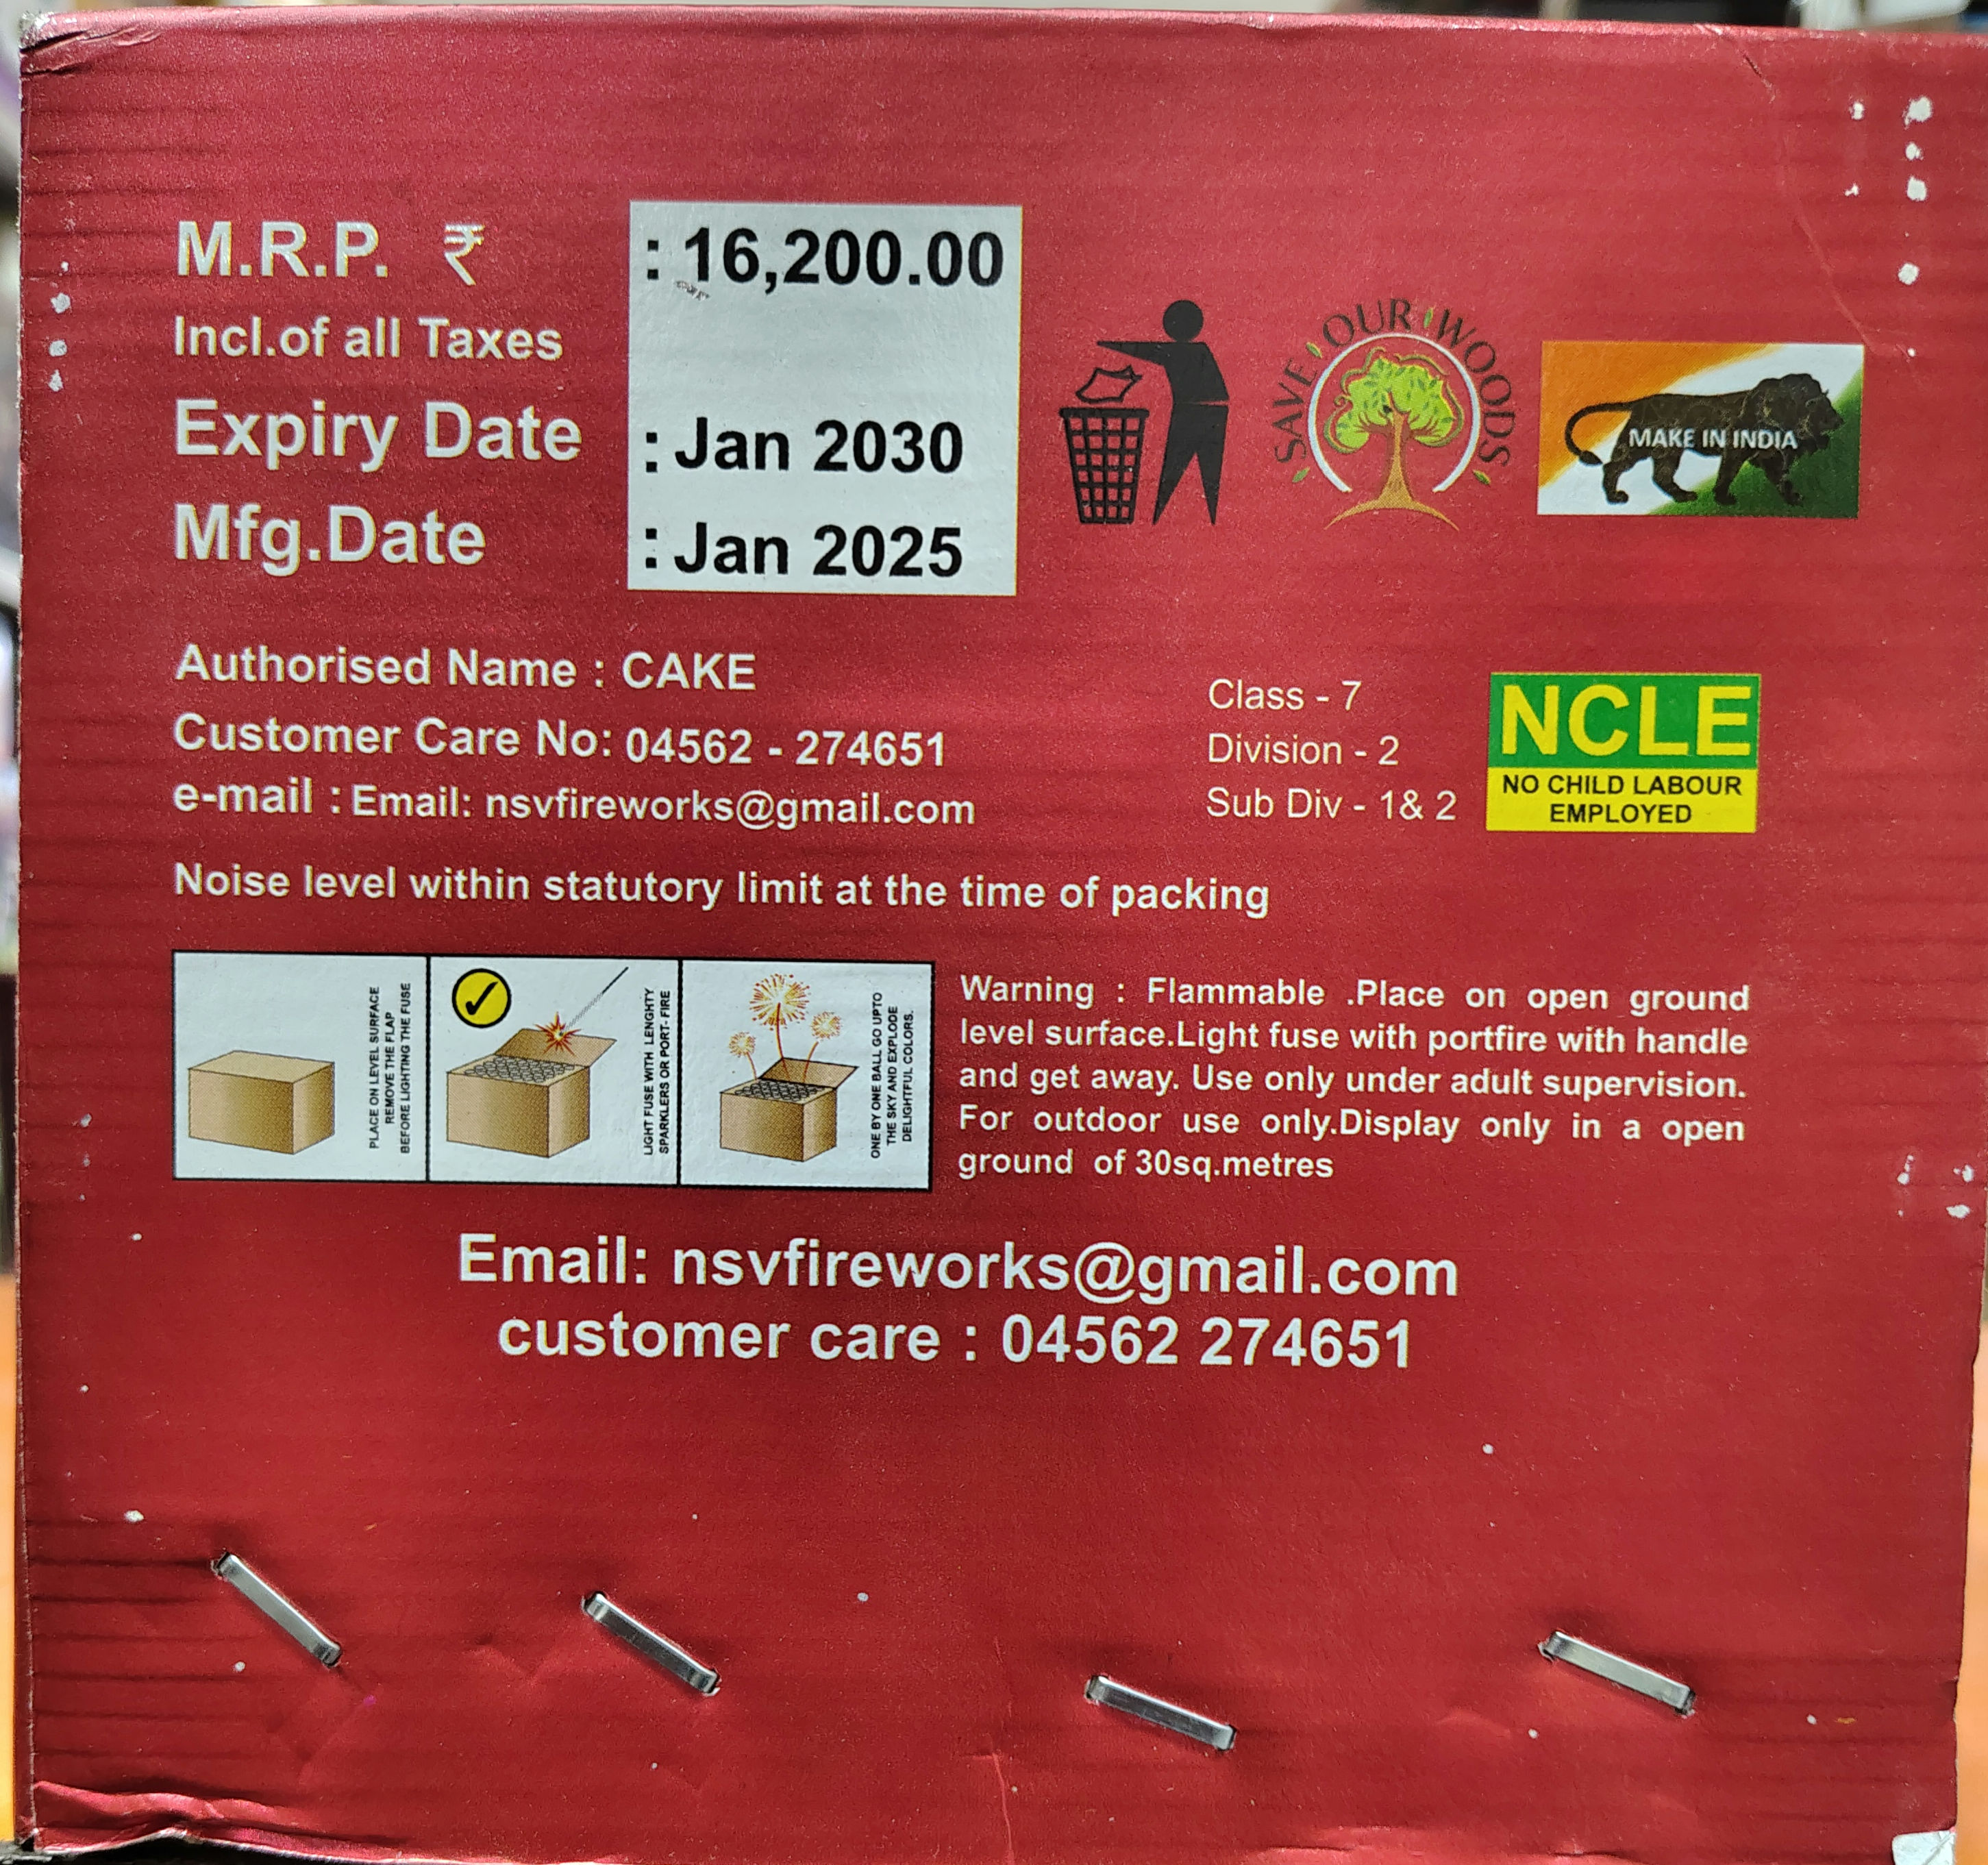 M.R.P. ₹ : 16,200.00
Incl.of all Taxes
Expiry Date : Jan 2030
Mfg.Date : Jan 2025
SAVE OUR WOODS
MAKE IN INDIA
Authorised Name : CAKE
Customer Care No: 04562 - 274651
e-mail : Email: nsvfireworks@gmail.com
Class - 7
Division - 2
Sub Div - 1& 2
NCLE
NO CHILD LABOUR
EMPLOYED
Noise level within statutory limit at the time of packing
PLACE ON LEVEL SURFACE
REMOVE THE FLAP
BEFORE LIGHTING THE FUSE
LIGHT FUSE WITH LENGHTY
SPARKLERS OR PORT- FIRE
ONE BY ONE BALL GO UPTO
THE SKY AND EXPLODE
DELIGHTFUL COLORS.
Warning : Flammable .Place on open ground
level surface.Light fuse with portfire with handle
and get away. Use only under adult supervision.
For outdoor use only.Display only in a open
ground of 30sq.metres
Email: nsvfireworks@gmail.com
customer care : 04562 274651